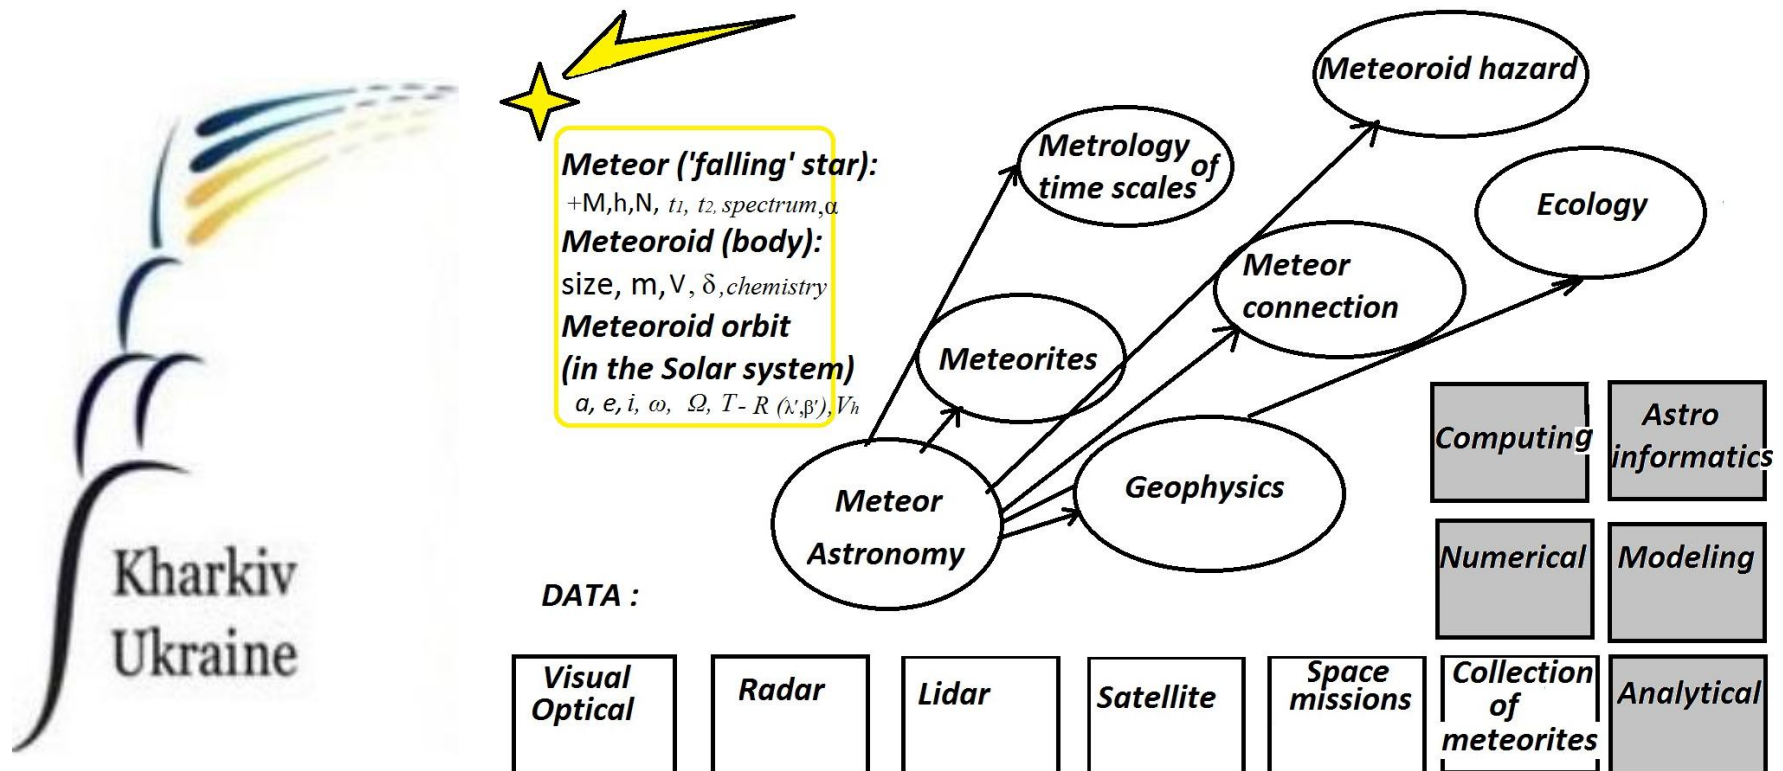 Kharkiv
Ukraine
Meteor ('falling' star):
+M,h,N, t1, t2, spectrum,α
Meteoroid (body):
size, m,V, δ,chemistry
Meteoroid orbit
(in the Solar system)
a, e, i, ω, Ω, T- R (λ',β'),Vh
Meteoroid hazard
Metrology of
time scales
Ecology
Meteor
connection
Meteorites
Geophysics
Meteor
Astronomy
Computing
Astro
informatics
Numerical
Modeling
DATA :
Visual
Optical
Radar
Lidar
Satellite
Space
missions
Collection
of
meteorites
Analytical